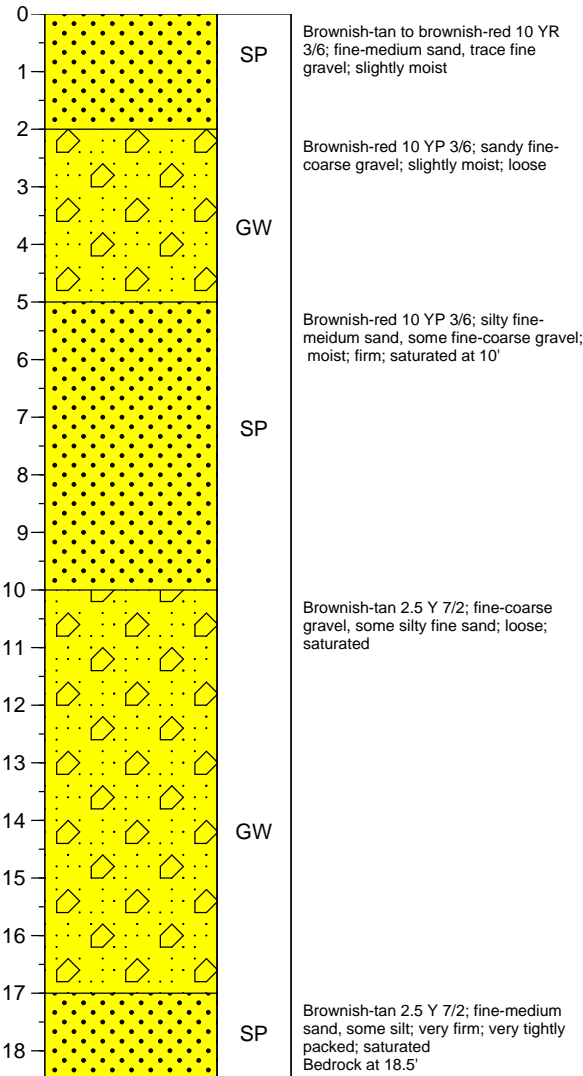 0
SP
Brownish-tan to brownish-red 10 YR
3/6; fine-medium sand, trace fine
gravel; slightly moist
1
2
Brownish-red 10 YP 3/6; sandy fine-
coarse gravel; slightly moist; loose
3
GW
4
5
Brownish-red 10 YP 3/6; silty fine-
meidum sand, some fine-coarse gravel;
moist; firm; saturated at 10'
6
7
SP
8
9
10
Brownish-tan 2.5 Y 7/2; fine-coarse
gravel, some silty fine sand; loose;
saturated
11
12
13
14
GW
15
16
17
Brownish-tan 2.5 Y 7/2; fine-medium
sand, some silt; very firm; very tightly
packed; saturated
Bedrock at 18.5'
SP
18